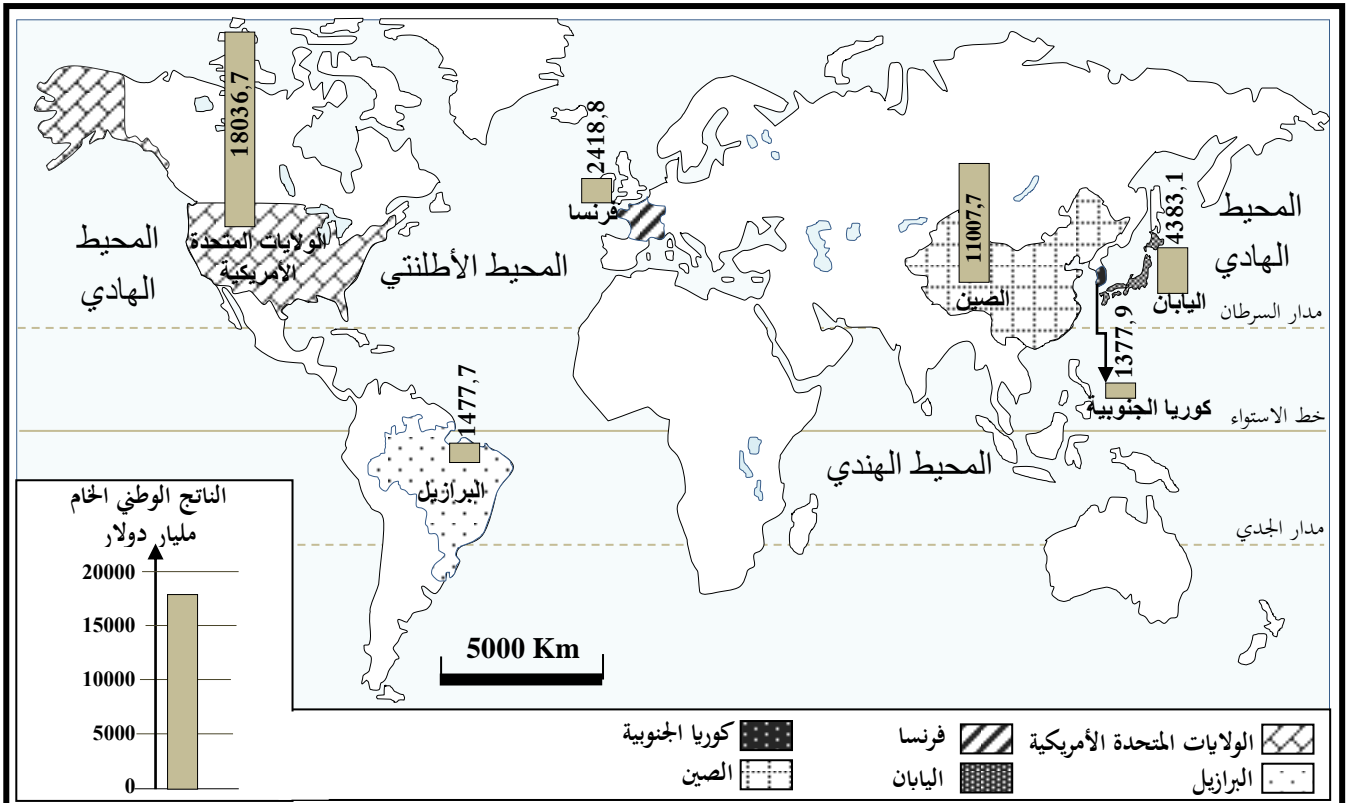 18036,7
الولايات المتحدة
الأمريكية
المحيط
الهادي
المحيط الأطلنتي
2418,8
فرنسا
11007,7
الصين
4383,1
اليابان
المحيط
الهادي
مدار السرطان
1377,9
كوريا الجنوبية
خط الاستواء
1477,7
البرازيل
المحيط الهندي
مدار الجدي
5000 Km
الناتج الوطني الخام
مليار دولار
20000
15000
10000
5000
0
الولايات المتحدة الأمريكية
فرنسا
كوريا الجنوبية
البرازيل
اليابان
الصين